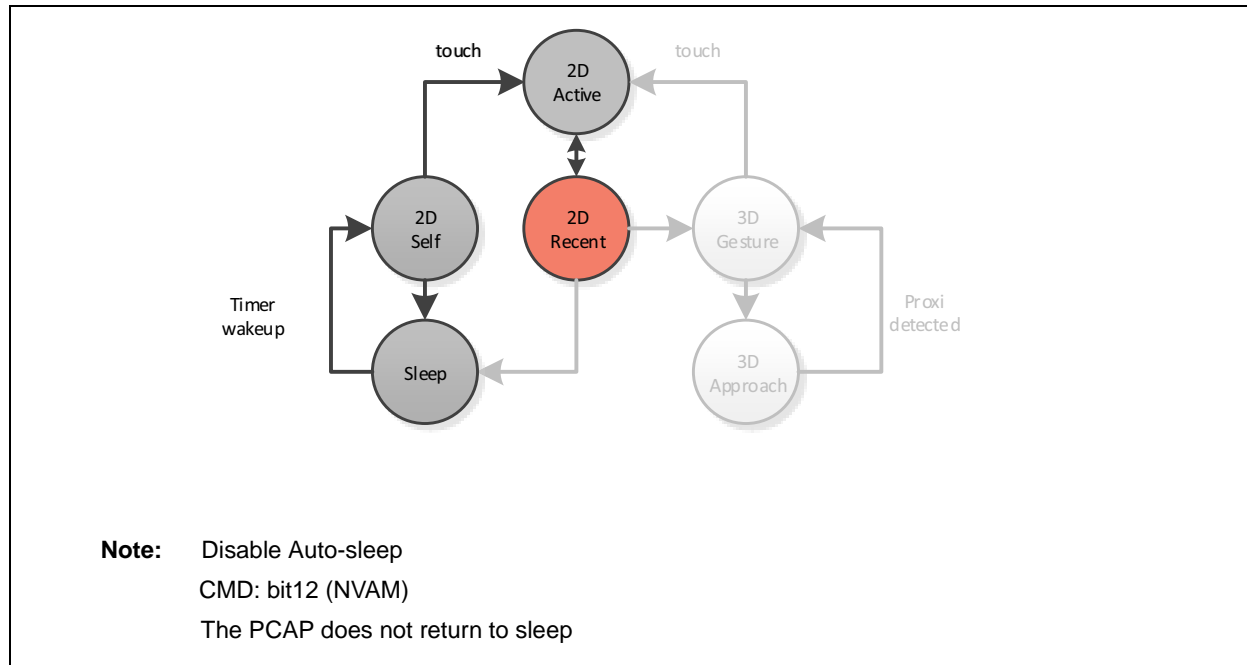 touch
2D
Active
touch
2D
Self
2D
Recent
3D
Gesture
Timer
wakeup
Proxi
detected
Sleep
3D
Approach
Note: Disable Auto-sleep
CMD: bit12 (NVAM)
The PCAP does not return to sleep